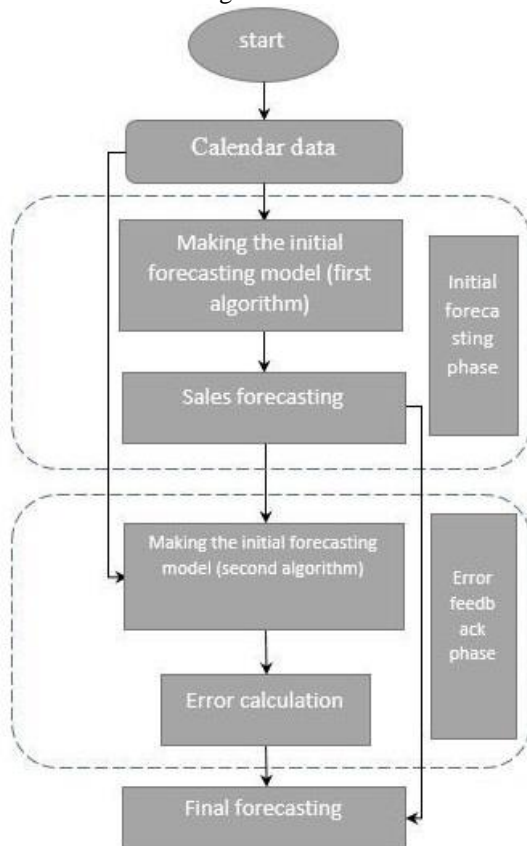 start
Calendar data
Making the initial
forecasting model (first
algorithm)
Initial
foreca
sting
phase
Sales forecasting
Making the initial forecasting
model (second algorithm)
Error
feedb
ack
phase
Error calculation
Final forecasting